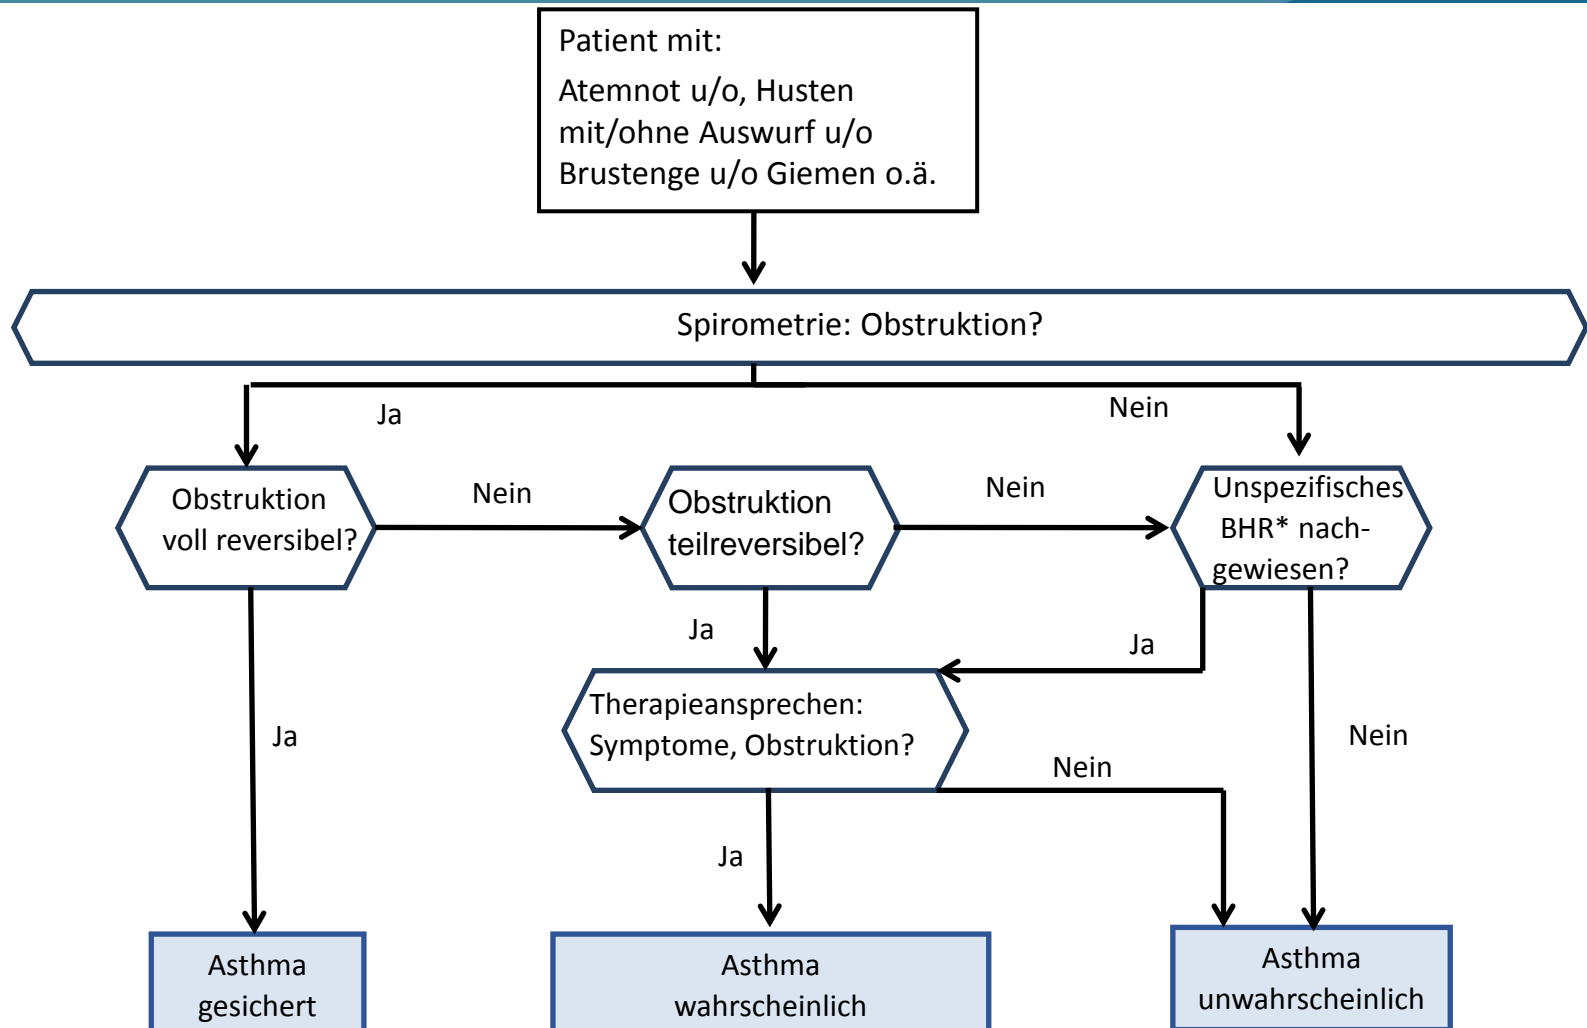 Patient mit:
Atemnot u/o, Husten
mit/ohne Auswurf u/o
Brustenge u/o Giemen o.ä.
Spirometrie: Obstruktion?
Ja
Nein
Obstruktion
voll reversibel?
Nein
Obstruktion
teilreversibel?
Nein
Unspezifisches
BHR* nach-
gewiesen?
Ja
Ja
Therapieansprechen:
Symptome, Obstruktion?
Ja
Nein
Nein
Ja
Asthma
gesichert
Asthma
wahrscheinlich
Asthma
unwahrscheinlich